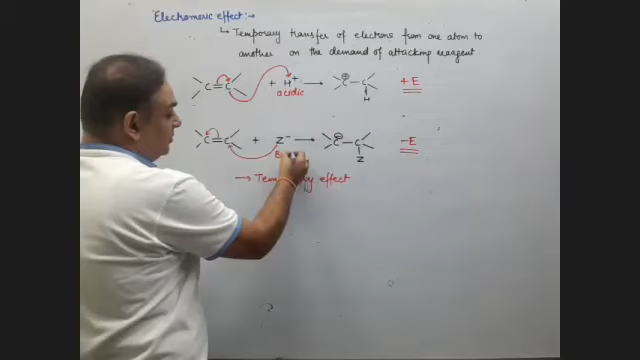 Electromeric effect:→
↳ Temporary transfer of electrons from one atom to
another on the demand of attacking reagent
C=C + H⁺ → C⊕–C +E
acidic H
C=C + Z⁻ → C⊖–C –E
B Z
→ effect